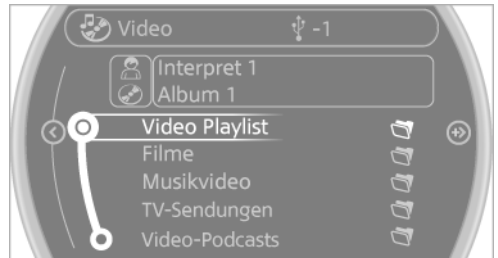 Video -1
Interpret 1
Album 1
Video Playlist
Filme
Musikvideo
TV-Sendungen
Video-Podcasts